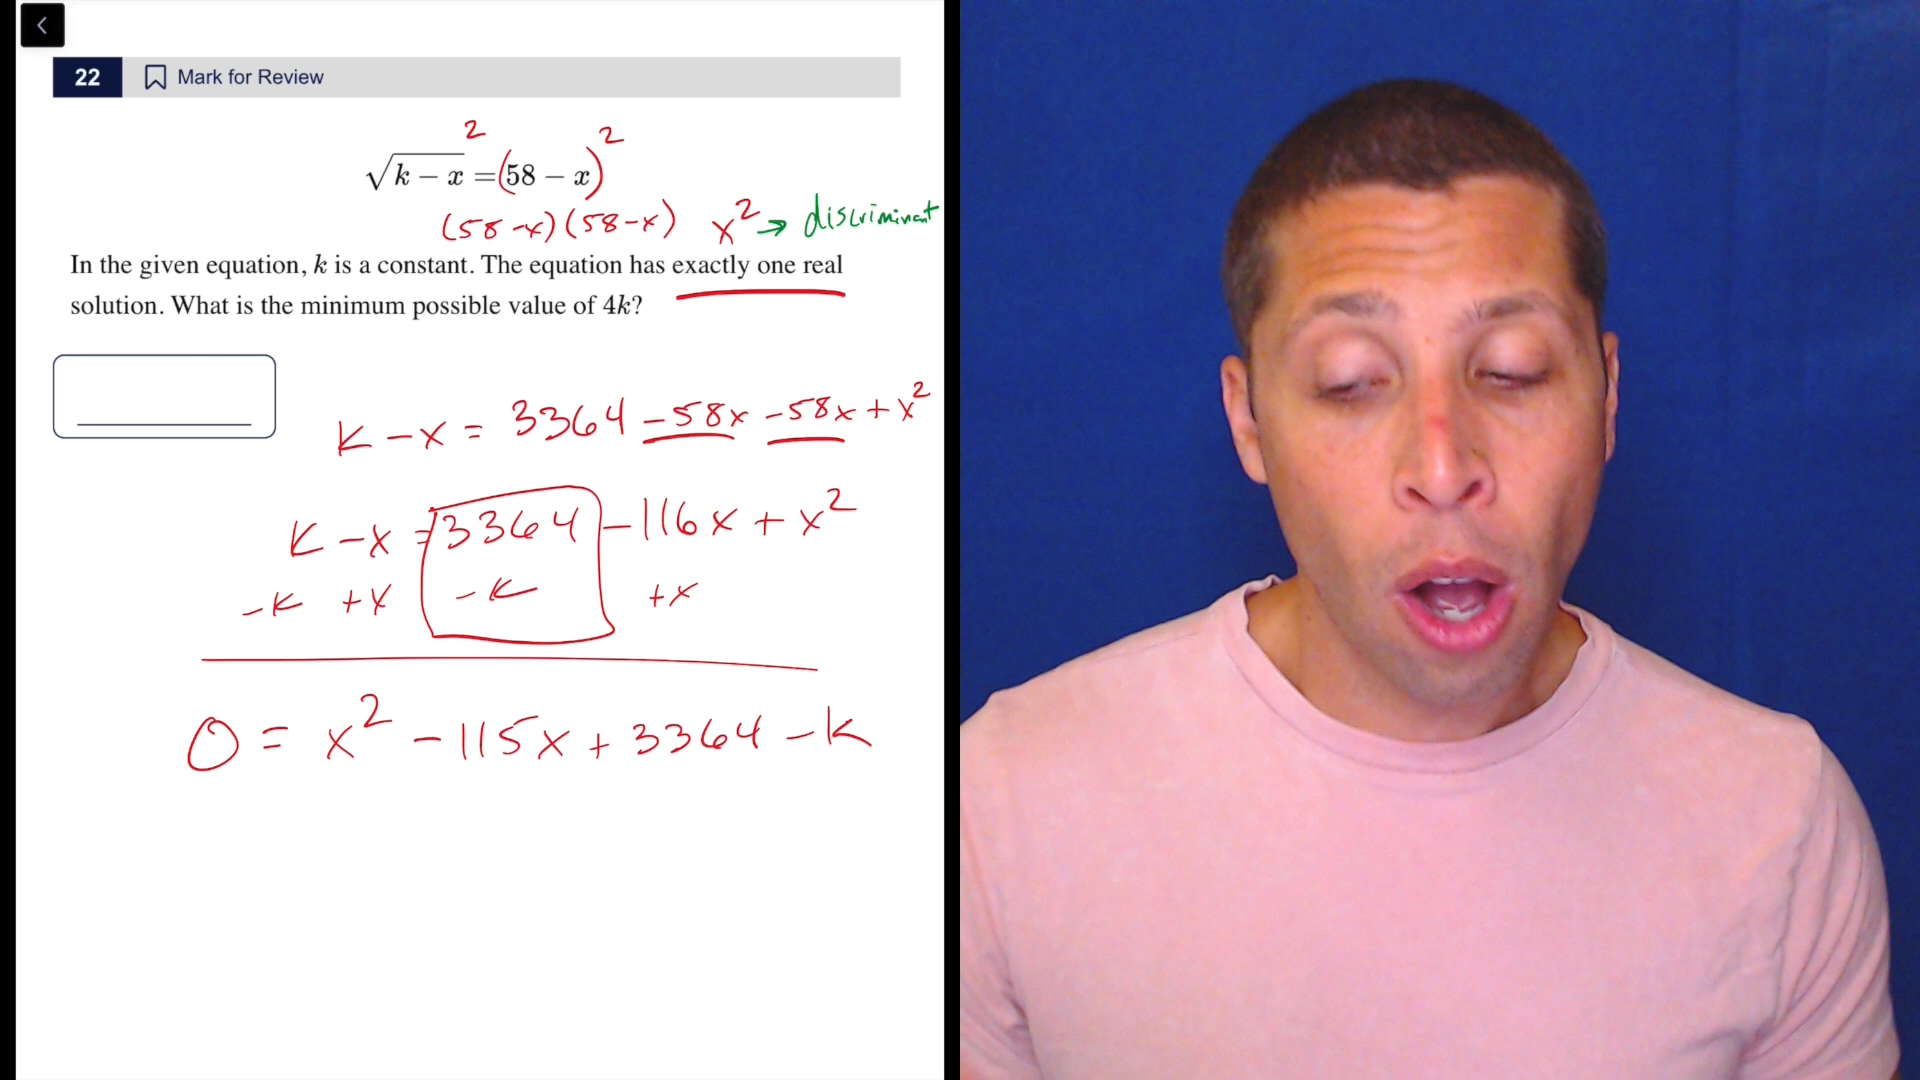 22 Mark for Review
2 2
√k − x = (58 − x)
(58-x)(58-x) x² → discriminant
In the given equation, k is a constant. The equation has exactly one real
solution. What is the minimum possible value of 4k?
k - x = 3364 - 58x - 58x + x²
k - x = 3364 - 116x + x²
-k +x -k +x
0 = x² - 115x + 3364 - k